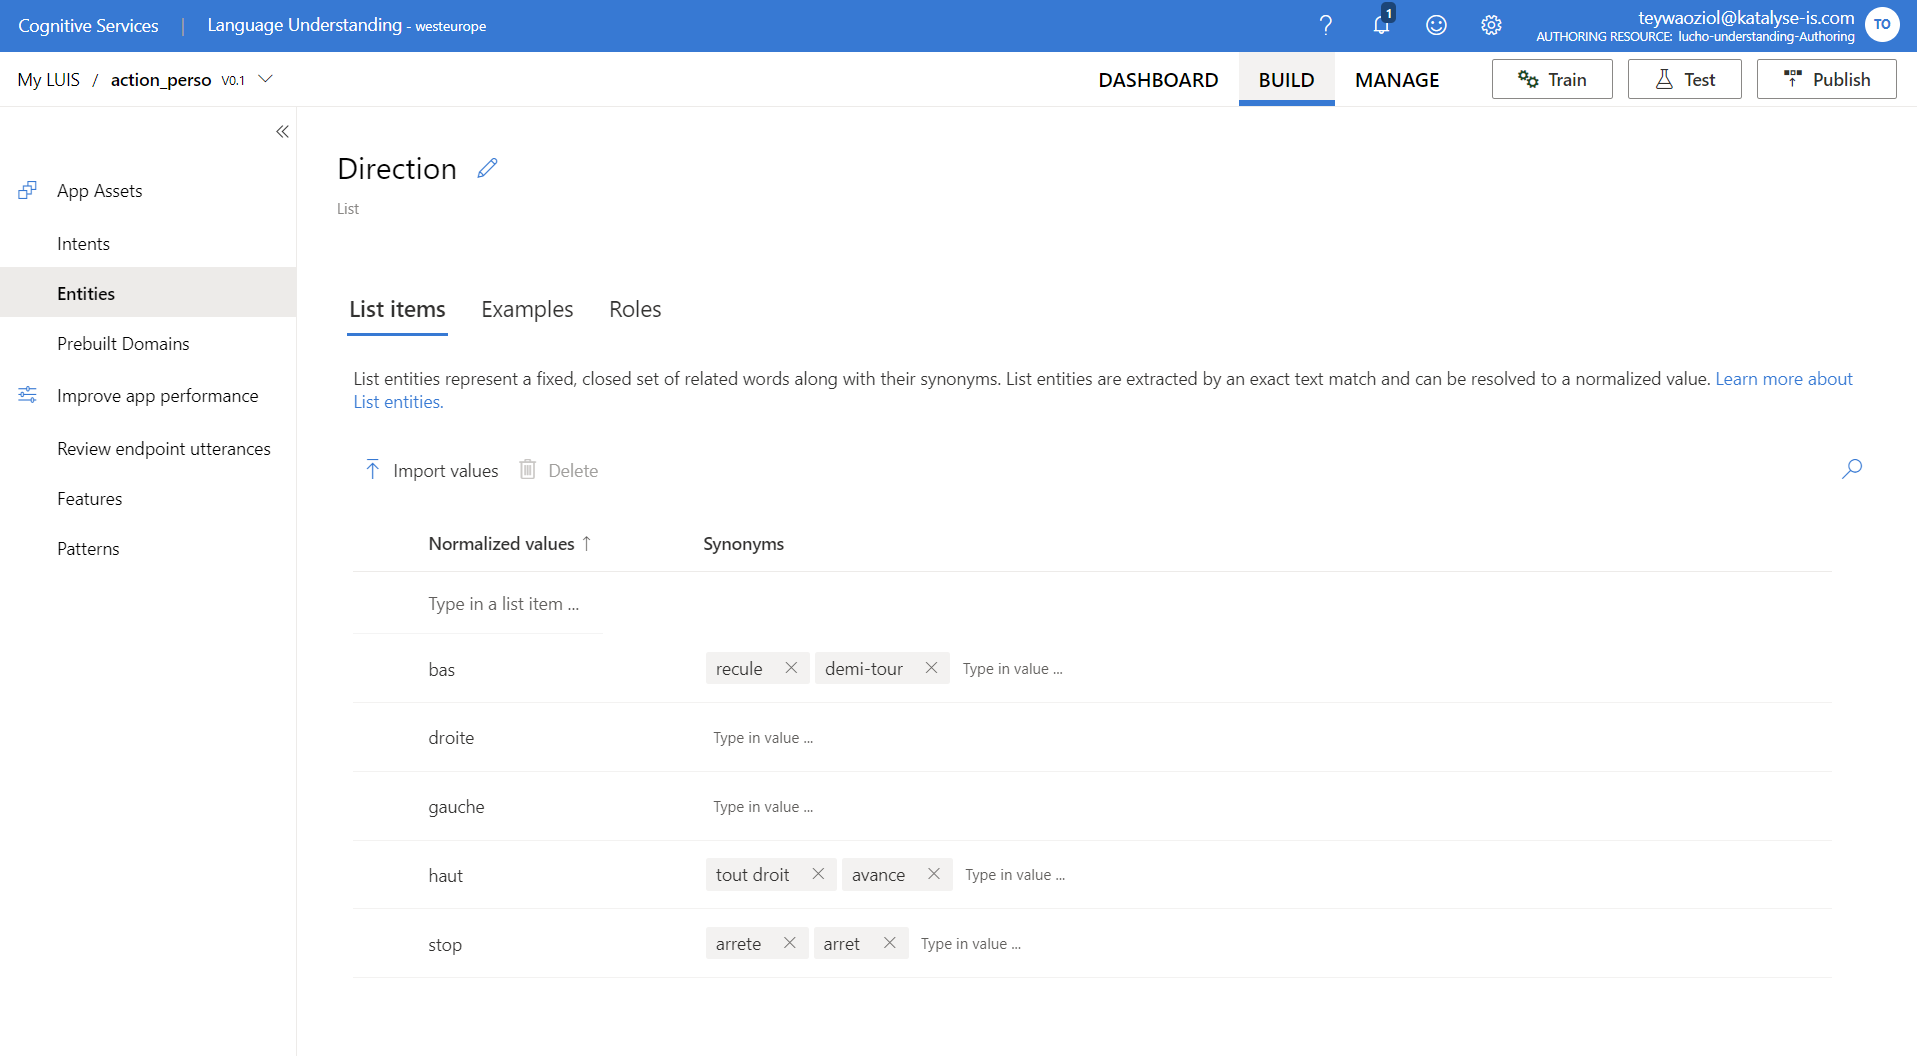 Cognitive Services | Language Understanding - westeurope
? 1 teywaoziol@katalyse-is.com TO
AUTHORING RESOURCE: lucho-understanding-Authoring
My LUIS / action_perso V0.1 DASHBOARD BUILD MANAGE Train Test Publish
Direction
List
App Assets
Intents
Entities
Prebuilt Domains
Improve app performance
Review endpoint utterances
Features
Patterns
List items Examples Roles
List entities represent a fixed, closed set of related words along with their synonyms. List entities are extracted by an exact text match and can be resolved to a normalized value. Learn more about
List entities.
Import values Delete
Normalized values ↑ Synonyms
Type in a list item ...
bas recule demi-tour Type in value ...
droite Type in value ...
gauche Type in value ...
haut tout droit avance Type in value ...
stop arrete arret Type in value ...